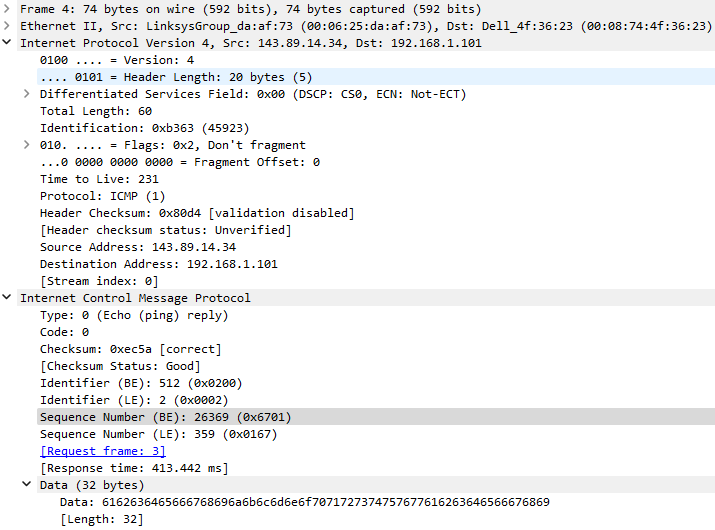 Frame 4: 74 bytes on wire (592 bits), 74 bytes captured (592 bits)
Ethernet II, Src: LinksysGroup_da:af:73 (00:06:25:da:af:73), Dst: Dell_4f:36:23 (00:08:74:4f:36:23)
Internet Protocol Version 4, Src: 143.89.14.34, Dst: 192.168.1.101
0100 .... = Version: 4
.... 0101 = Header Length: 20 bytes (5)
Differentiated Services Field: 0x00 (DSCP: CS0, ECN: Not-ECT)
Total Length: 60
Identification: 0xb363 (45923)
010. .... = Flags: 0x2, Don't fragment
...0 0000 0000 0000 = Fragment Offset: 0
Time to Live: 231
Protocol: ICMP (1)
Header Checksum: 0x80d4 [validation disabled]
[Header checksum status: Unverified]
Source Address: 143.89.14.34
Destination Address: 192.168.1.101
[Stream index: 0]
Internet Control Message Protocol
Type: 0 (Echo (ping) reply)
Code: 0
Checksum: 0xec5a [correct]
[Checksum Status: Good]
Identifier (BE): 512 (0x0200)
Identifier (LE): 2 (0x0002)
Sequence Number (BE): 26369 (0x6701)
Sequence Number (LE): 359 (0x0167)
[Request frame: 3]
[Response time: 413.442 ms]
Data (32 bytes)
Data: 6162636465666768696a6b6c6d6e6f7071727374757677616263646566676869
[Length: 32]